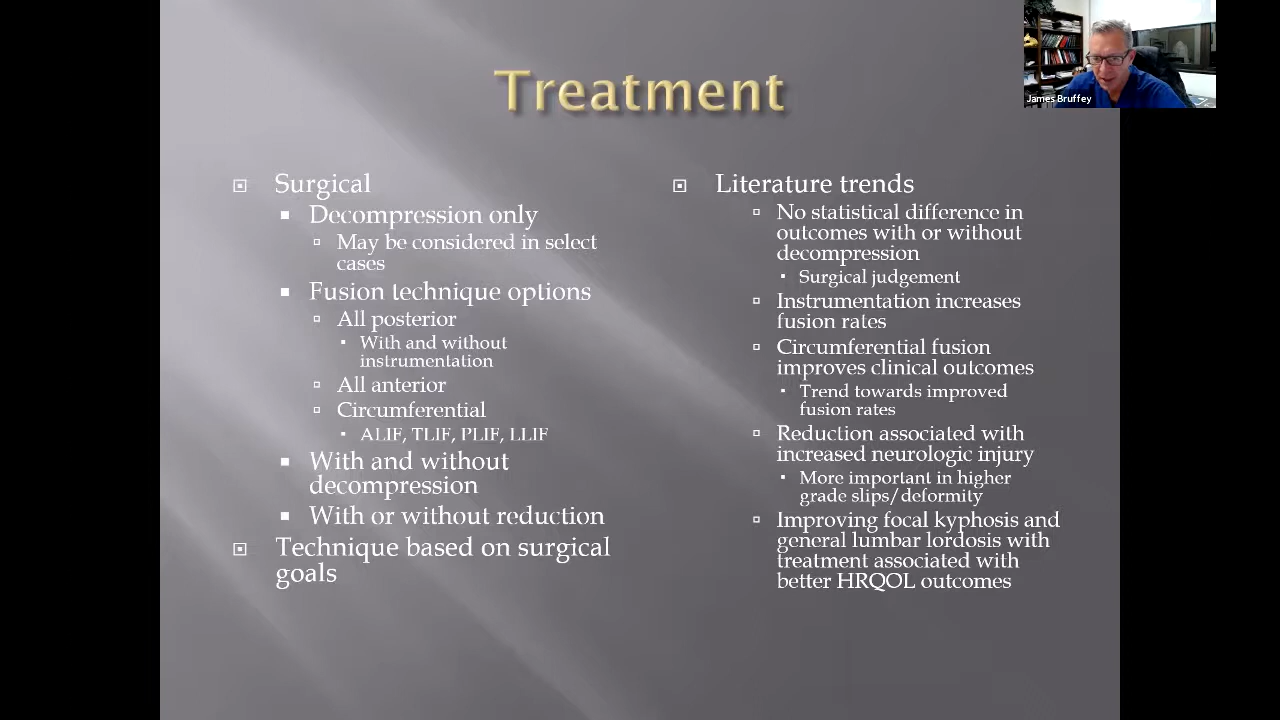 Treatment
James Bruffey
Surgical
Decompression only
May be considered in select
cases
Fusion technique options
All posterior
With and without
instrumentation
All anterior
Circumferential
ALIF, TLIF, PLIF, LLIF
With and without
decompression
With or without reduction
Technique based on surgical
goals
Literature trends
No statistical difference in
outcomes with or without
decompression
Surgical judgement
Instrumentation increases
fusion rates
Circumferential fusion
improves clinical outcomes
Trend towards improved
fusion rates
Reduction associated with
increased neurologic injury
More important in higher
grade slips/deformity
Improving focal kyphosis and
general lumbar lordosis with
treatment associated with
better HRQOL outcomes